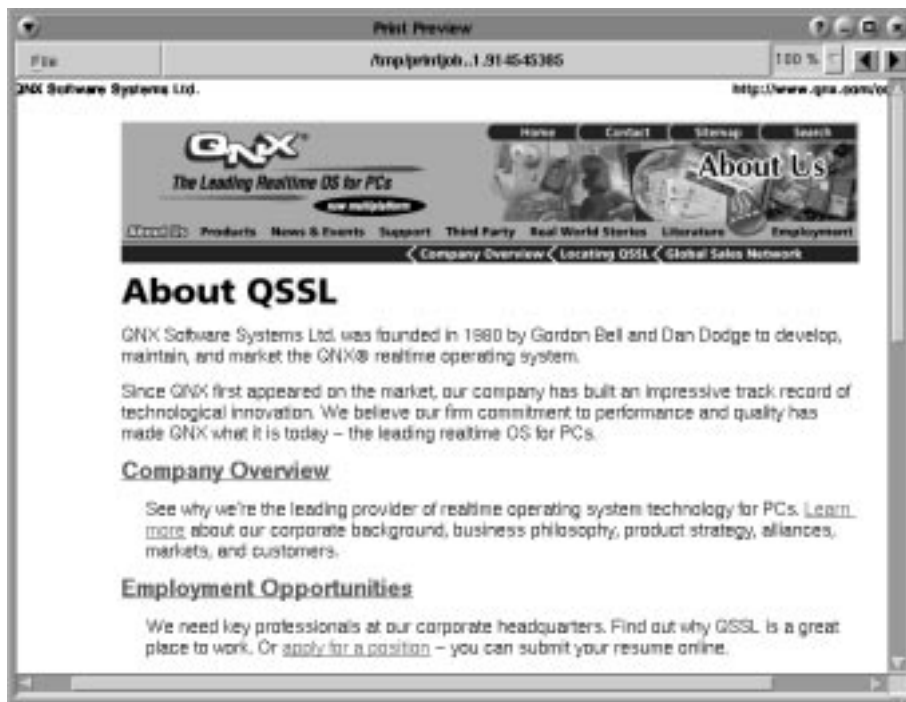 Print Preview
File
/tmp/printjob..1.914545385
100 %
QNX Software Systems Ltd.
http://www.qnx.com/
Home Contact Sitemap Search
QNX
About Us
The Leading Realtime OS for PCs
now multiplatform
About Us Products News & Events Support Third Party Real World Stories Literature Employment
Company Overview Locating QSSL Global Sales Network
About QSSL
QNX Software Systems Ltd. was founded in 1980 by Gordon Bell and Dan Dodge to develop,
maintain, and market the QNX® realtime operating system.
Since QNX first appeared on the market, our company has built an impressive track record of
technological innovation. We believe our firm commitment to performance and quality has
made QNX what it is today – the leading realtime OS for PCs.
Company Overview
See why we're the leading provider of realtime operating system technology for PCs. Learn
more about our corporate background, business philosophy, product strategy, alliances,
markets, and customers.
Employment Opportunities
We need key professionals at our corporate headquarters. Find out why QSSL is a great
place to work. Or apply for a position – you can submit your resume online.